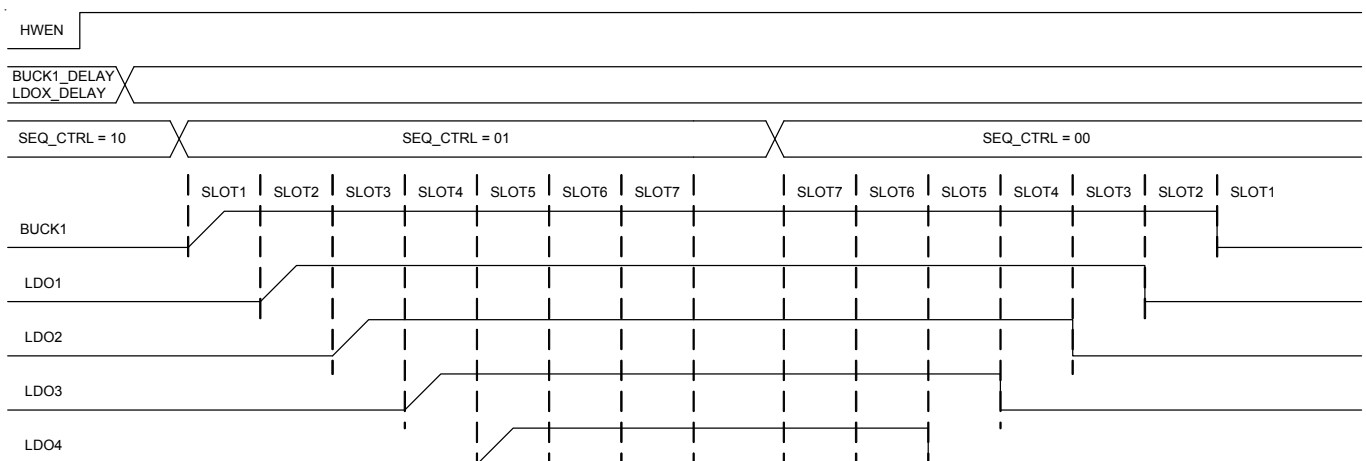 HWEN
BUCK1_DELAY
LDOX_DELAY
SEQ_CTRL = 10 SEQ_CTRL = 01 SEQ_CTRL = 00
SLOT1 SLOT2 SLOT3 SLOT4 SLOT5 SLOT6 SLOT7 SLOT7 SLOT6 SLOT5 SLOT4 SLOT3 SLOT2 SLOT1
BUCK1
LDO1
LDO2
LDO3
LDO4